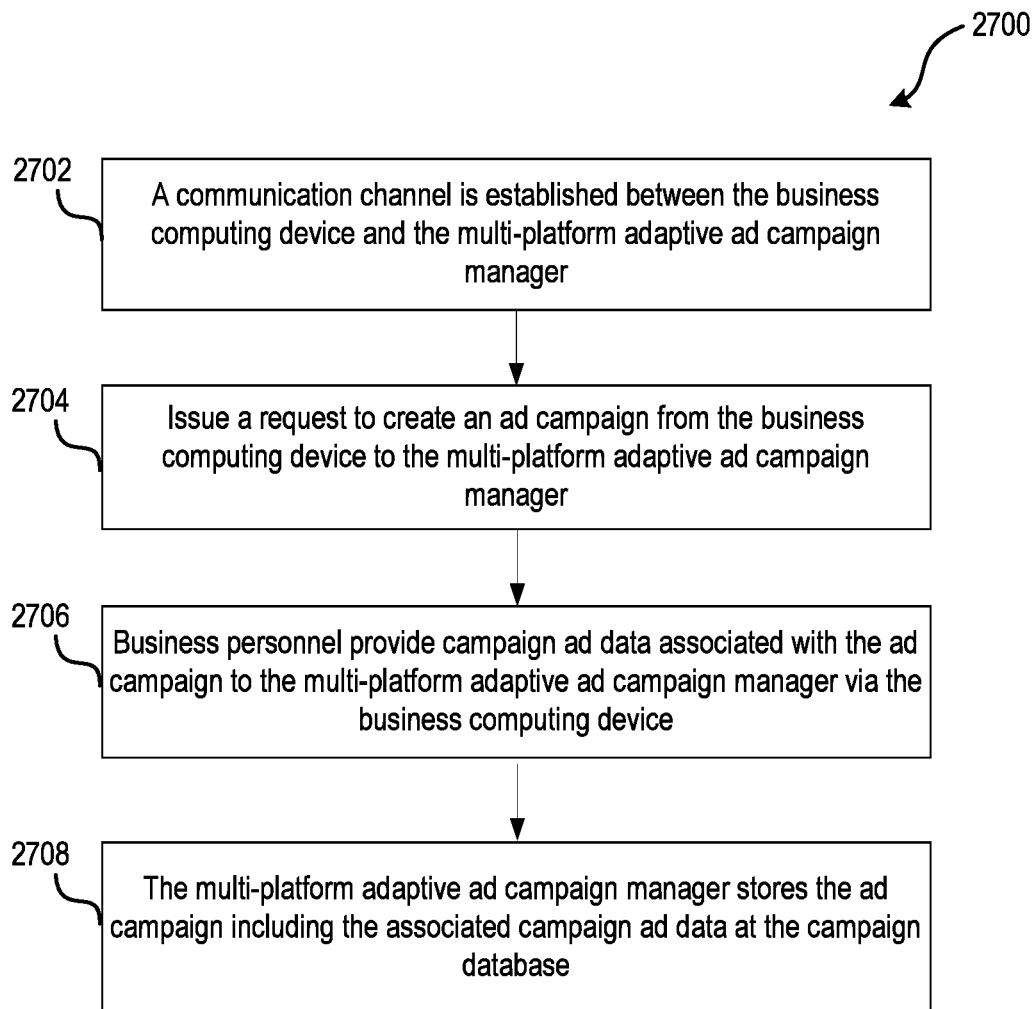 2700
2702
A communication channel is established between the business
computing device and the multi-platform adaptive ad campaign
manager
2704
Issue a request to create an ad campaign from the business
computing device to the multi-platform adaptive ad campaign
manager
2706
Business personnel provide campaign ad data associated with the ad
campaign to the multi-platform adaptive ad campaign manager via the
business computing device
2708
The multi-platform adaptive ad campaign manager stores the ad
campaign including the associated campaign ad data at the campaign
database